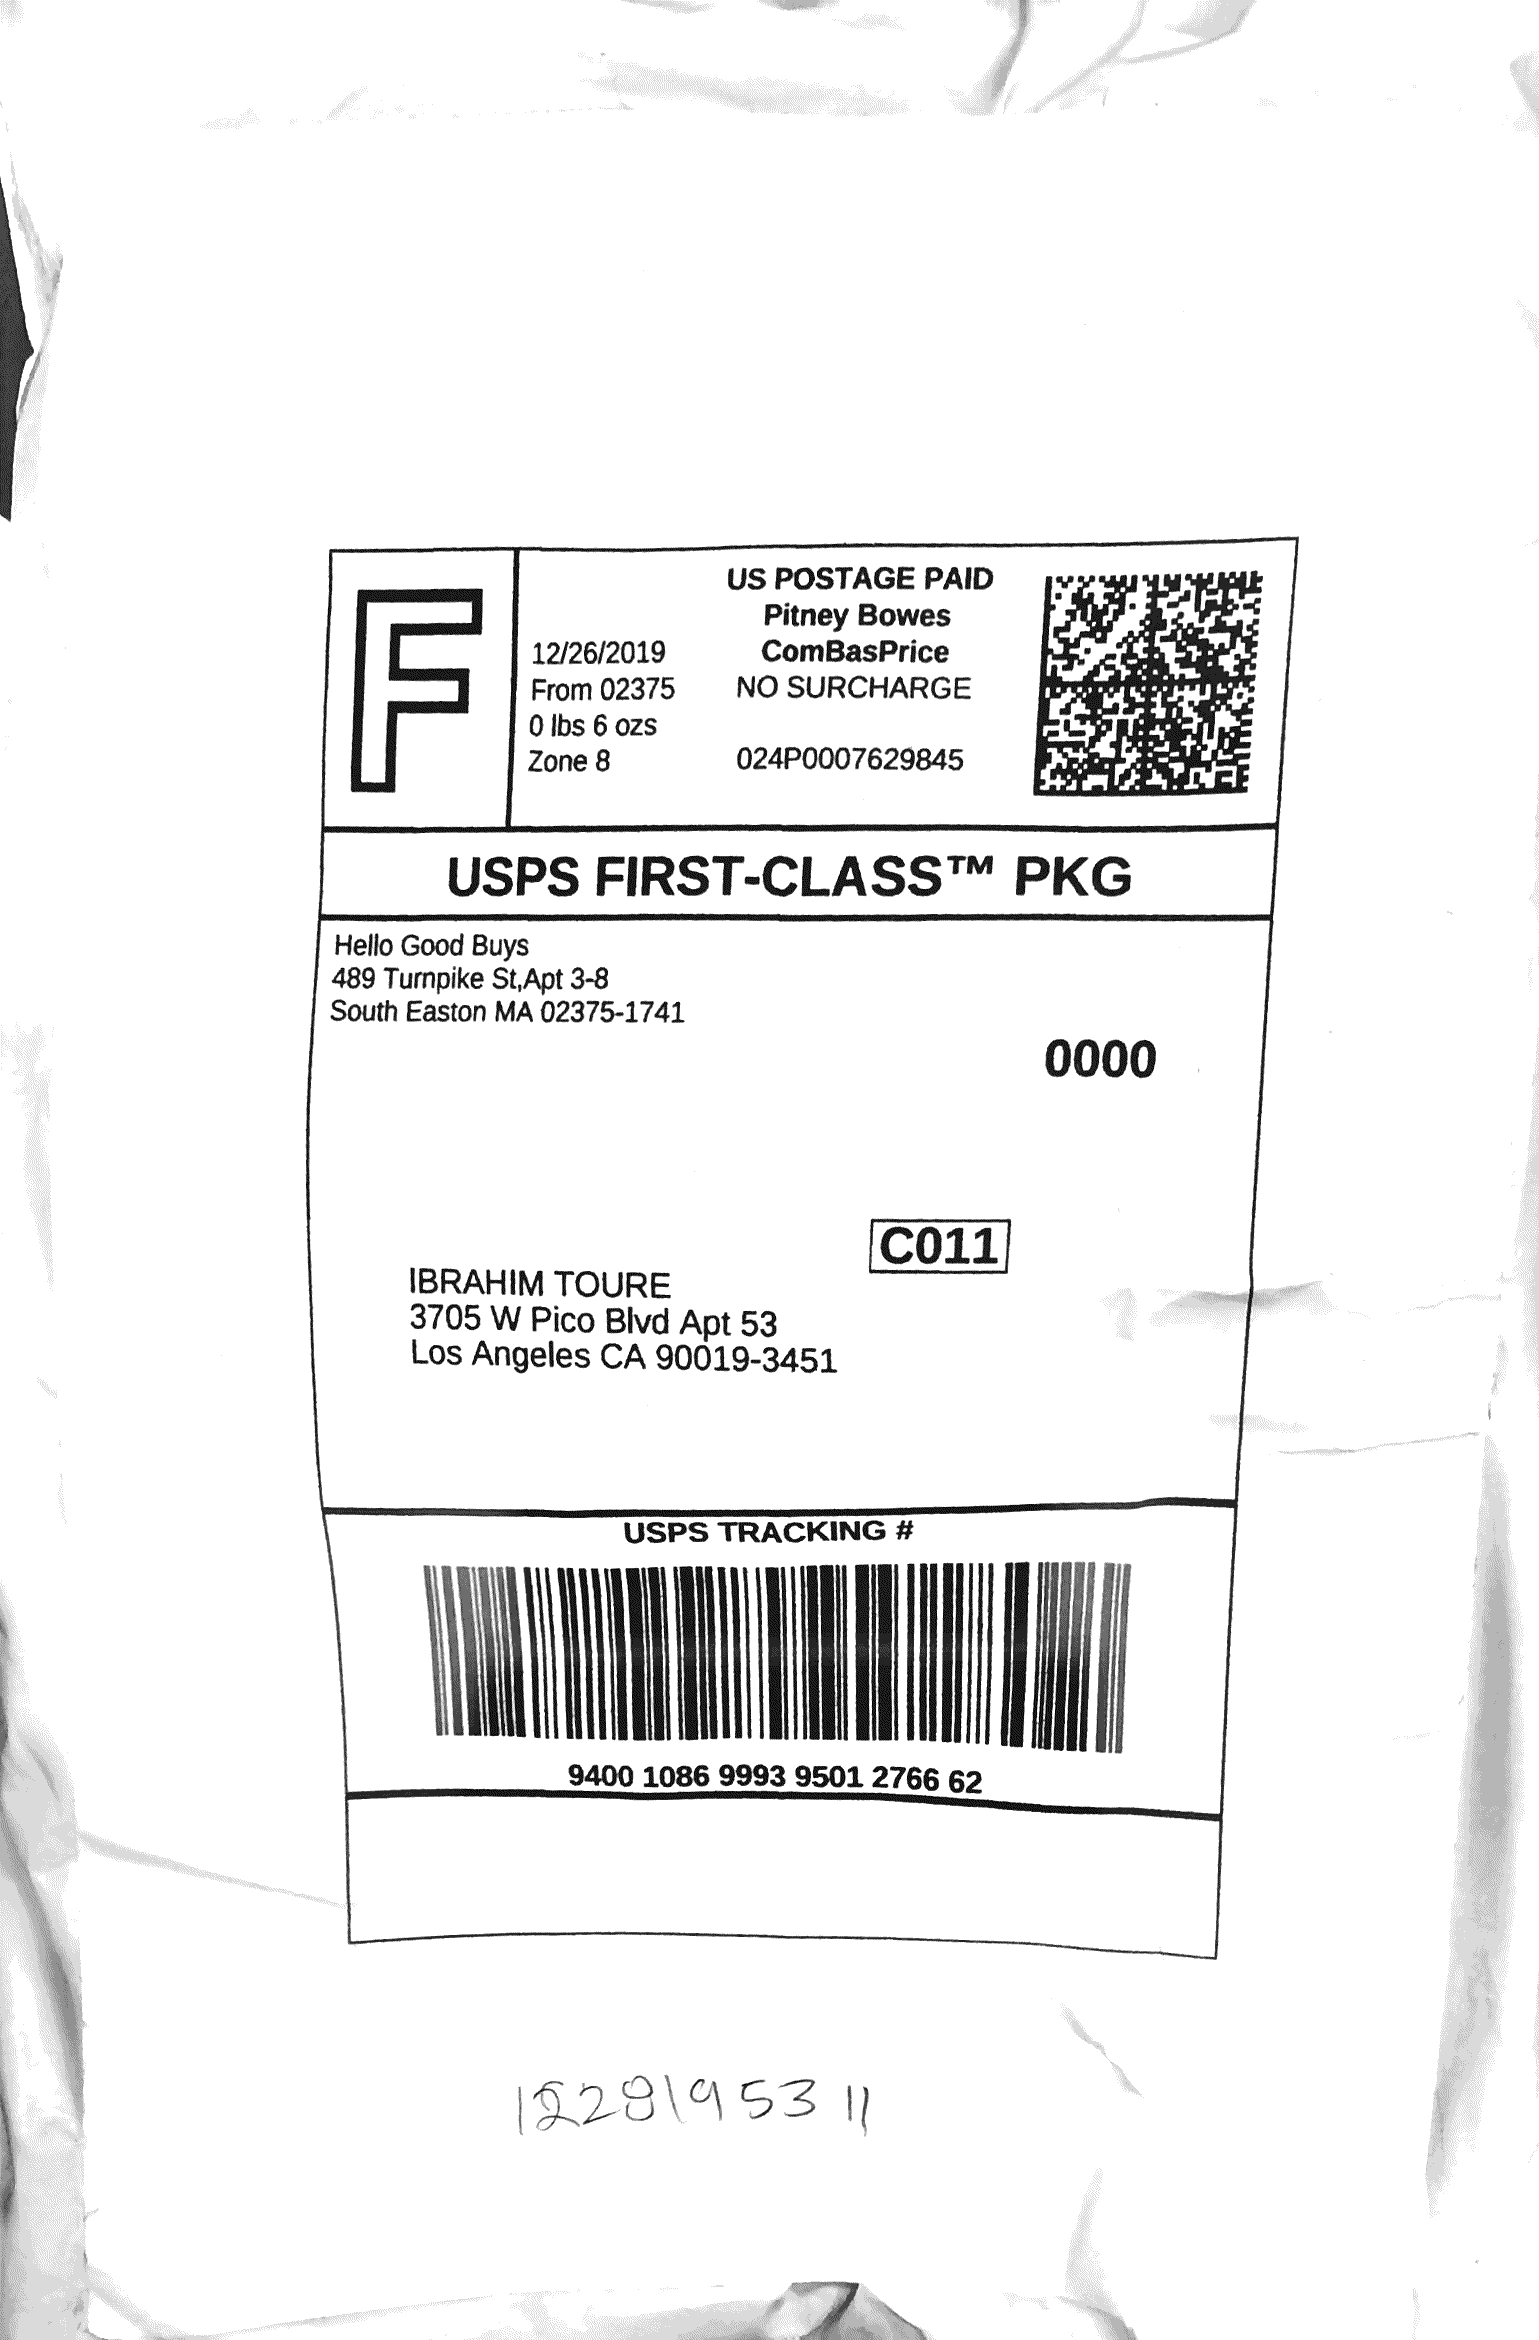 F
US POSTAGE PAID
Pitney Bowes
ComBasPrice
NO SURCHARGE
024P0007629845
12/26/2019
From 02375
0 lbs 6 ozs
Zone 8
USPS FIRST-CLASS™ PKG
Hello Good Buys
489 Turnpike St,Apt 3-8
South Easton MA 02375-1741
0000
C011
IBRAHIM TOURE
3705 W Pico Blvd Apt 53
Los Angeles CA 90019-3451
USPS TRACKING #
9400 1086 9993 9501 2766 62